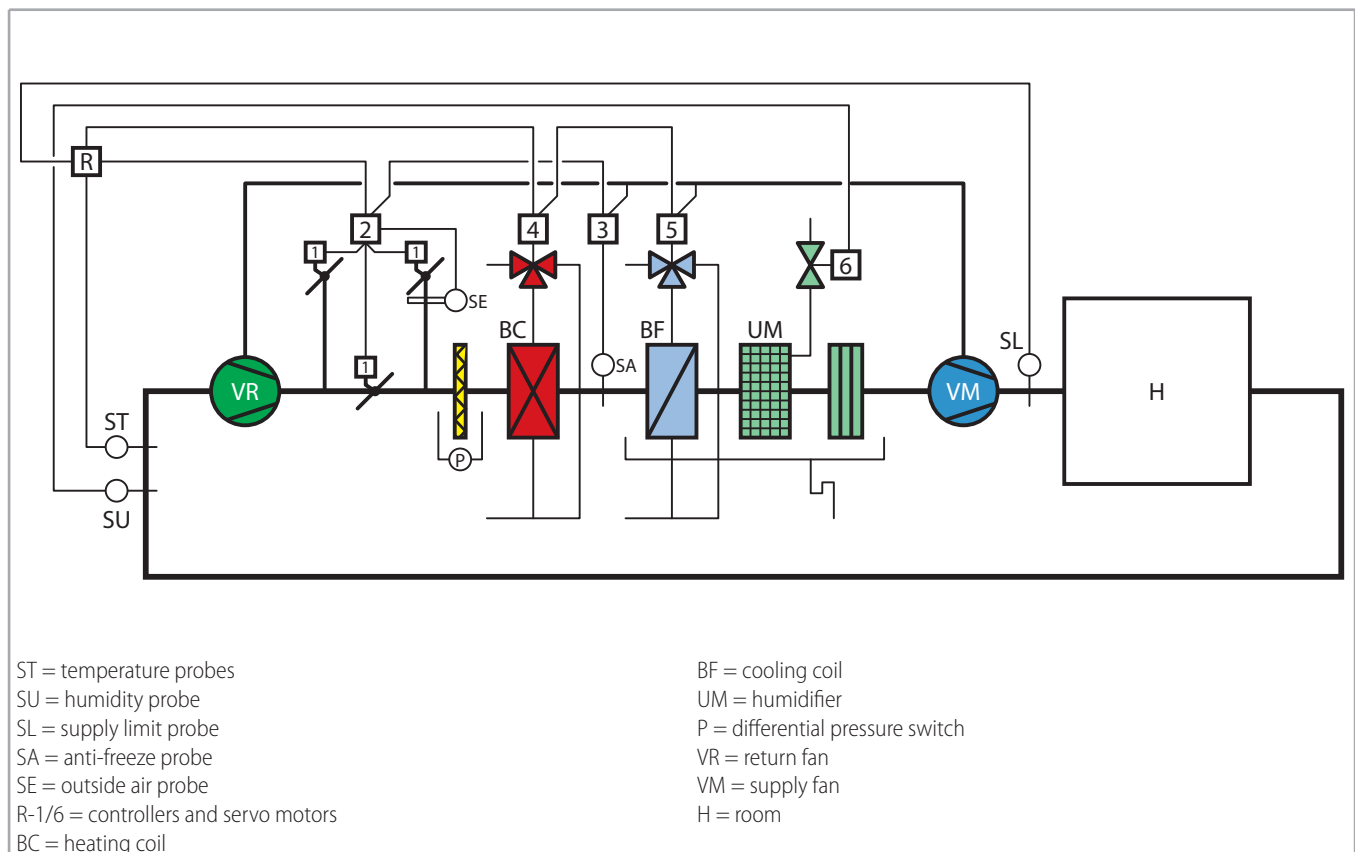 R
2
4
3
5
1
1
6
SE
BC
BF
UM
SL
1
SA
VR
VM
H
ST
P
SU
ST = temperature probes
SU = humidity probe
SL = supply limit probe
SA = anti-freeze probe
SE = outside air probe
R-1/6 = controllers and servo motors
BC = heating coil
BF = cooling coil
UM = humidifier
P = differential pressure switch
VR = return fan
VM = supply fan
H = room